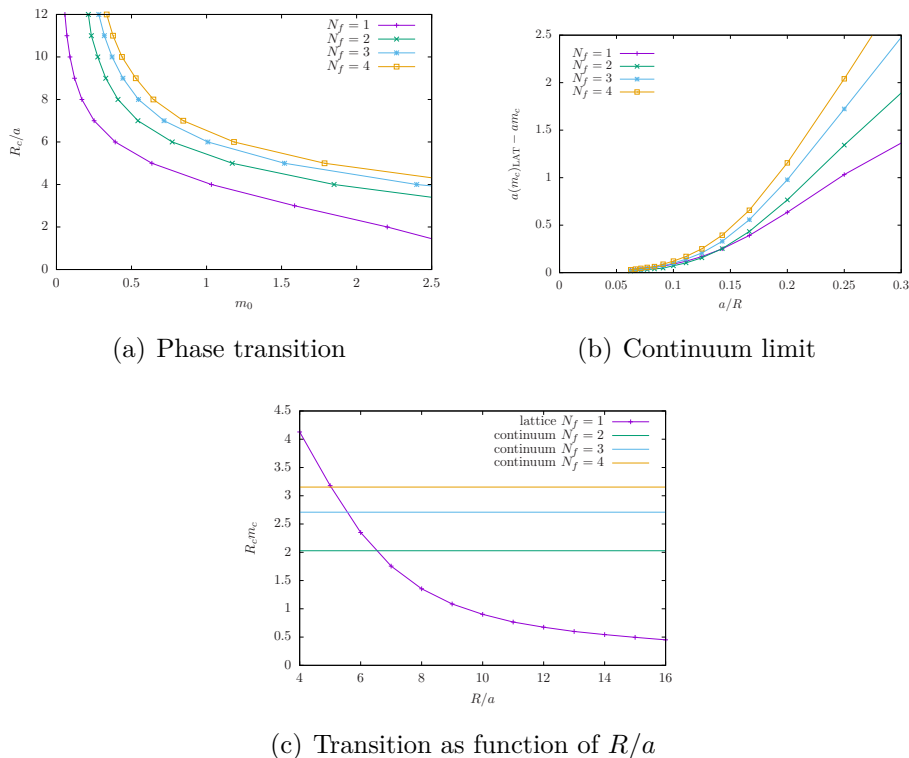 12
10
8
6
4
2
0
R_c/a
N_f = 1
N_f = 2
N_f = 3
N_f = 4
0 0.5 1 1.5 2 2.5
m_0
(a) Phase transition
2.5
2
1.5
1
0.5
0
a(m_c)_LAT − am_c
N_f = 1
N_f = 2
N_f = 3
N_f = 4
0 0.05 0.1 0.15 0.2 0.25 0.3
a/R
(b) Continuum limit
4.5
4
3.5
3
2.5
2
1.5
1
0.5
0
R_c m_c
lattice N_f = 1
continuum N_f = 2
continuum N_f = 3
continuum N_f = 4
4 6 8 10 12 14 16
R/a
(c) Transition as function of R/a